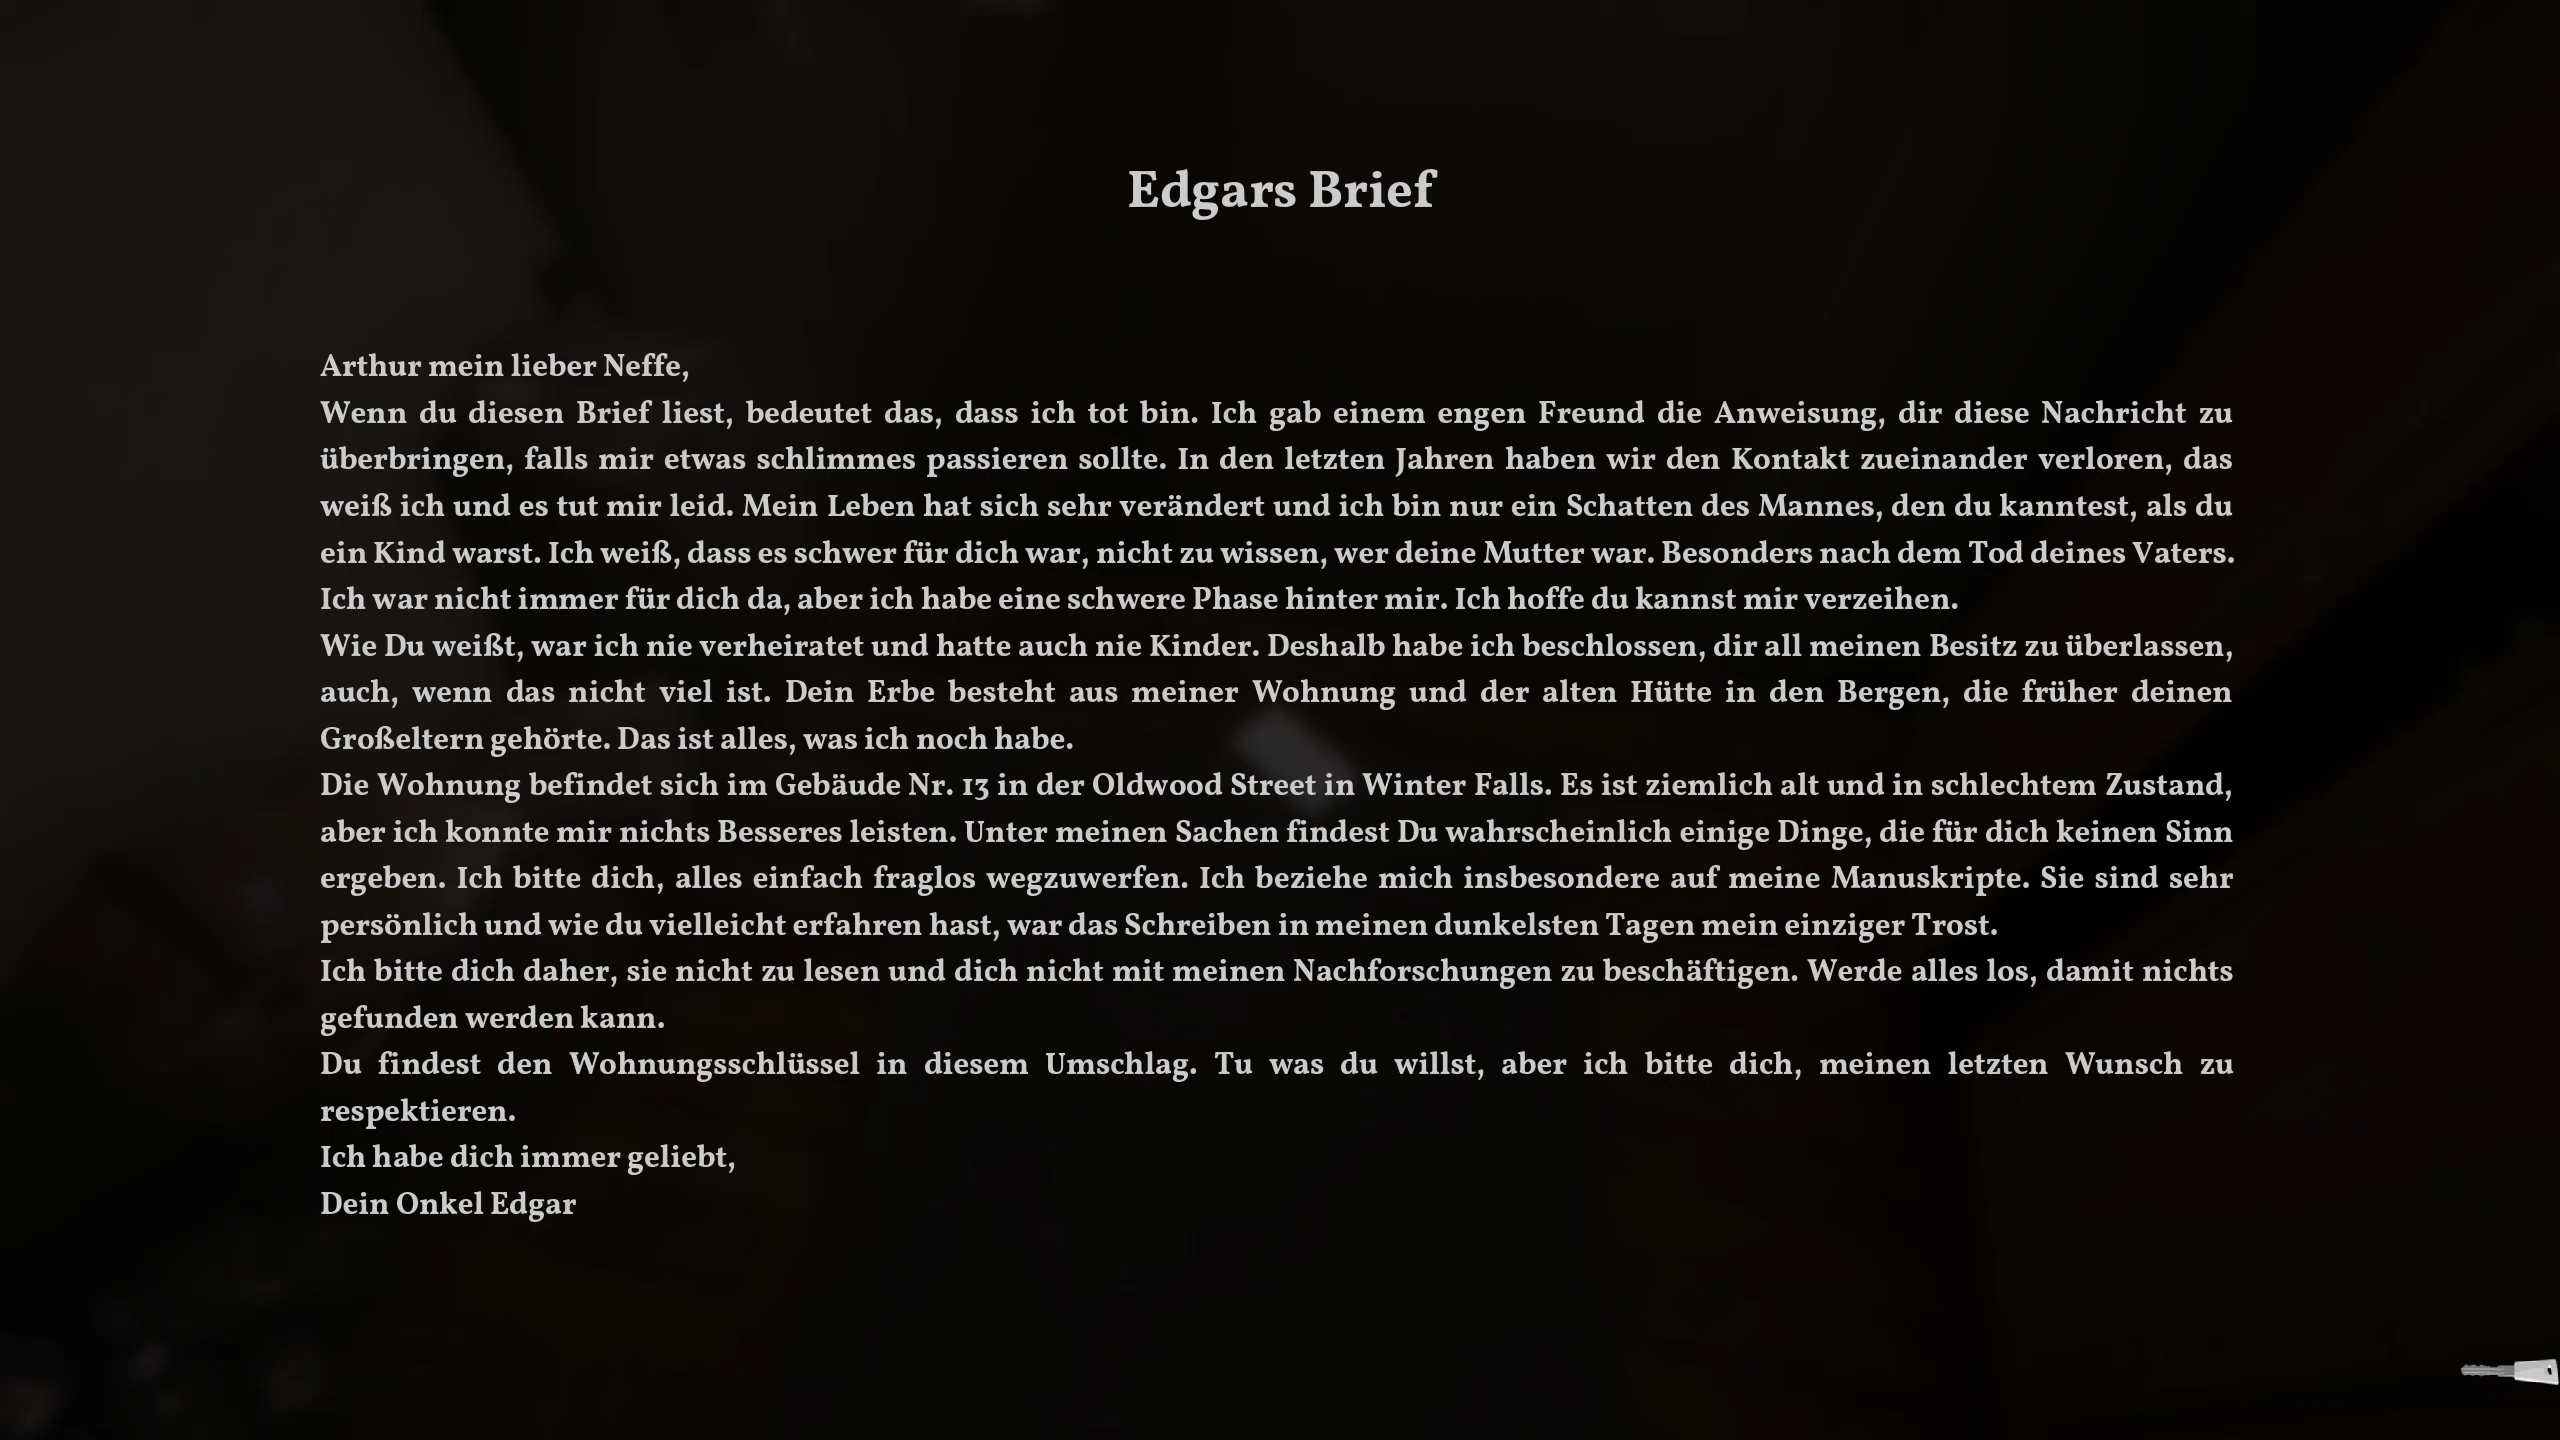 Edgars Brief
Arthur mein lieber Neffe,
Wenn du diesen Brief liest, bedeutet das, dass ich tot bin. Ich gab einem engen Freund die Anweisung, dir diese Nachricht zu
überbringen, falls mir etwas schlimmes passieren sollte. In den letzten Jahren haben wir den Kontakt zueinander verloren, das
weiß ich und es tut mir leid. Mein Leben hat sich sehr verändert und ich bin nur ein Schatten des Mannes, den du kanntest, als du
ein Kind warst. Ich weiß, dass es schwer für dich war, nicht zu wissen, wer deine Mutter war. Besonders nach dem Tod deines Vaters.
Ich war nicht immer für dich da, aber ich habe eine schwere Phase hinter mir. Ich hoffe du kannst mir verzeihen.
Wie Du weißt, war ich nie verheiratet und hatte auch nie Kinder. Deshalb habe ich beschlossen, dir all meinen Besitz zu überlassen,
auch, wenn das nicht viel ist. Dein Erbe besteht aus meiner Wohnung und der alten Hütte in den Bergen, die früher deinen
Großeltern gehörte. Das ist alles, was ich noch habe.
Die Wohnung befindet sich im Gebäude Nr. 13 in der Oldwood Street in Winter Falls. Es ist ziemlich alt und in schlechtem Zustand,
aber ich konnte mir nichts Besseres leisten. Unter meinen Sachen findest Du wahrscheinlich einige Dinge, die für dich keinen Sinn
ergeben. Ich bitte dich, alles einfach fraglos wegzuwerfen. Ich beziehe mich insbesondere auf meine Manuskripte. Sie sind sehr
persönlich und wie du vielleicht erfahren hast, war das Schreiben in meinen dunkelsten Tagen mein einziger Trost.
Ich bitte dich daher, sie nicht zu lesen und dich nicht mit meinen Nachforschungen zu beschäftigen. Werde alles los, damit nichts
gefunden werden kann.
Du findest den Wohnungsschlüssel in diesem Umschlag. Tu was du willst, aber ich bitte dich, meinen letzten Wunsch zu
respektieren.
Ich habe dich immer geliebt,
Dein Onkel Edgar